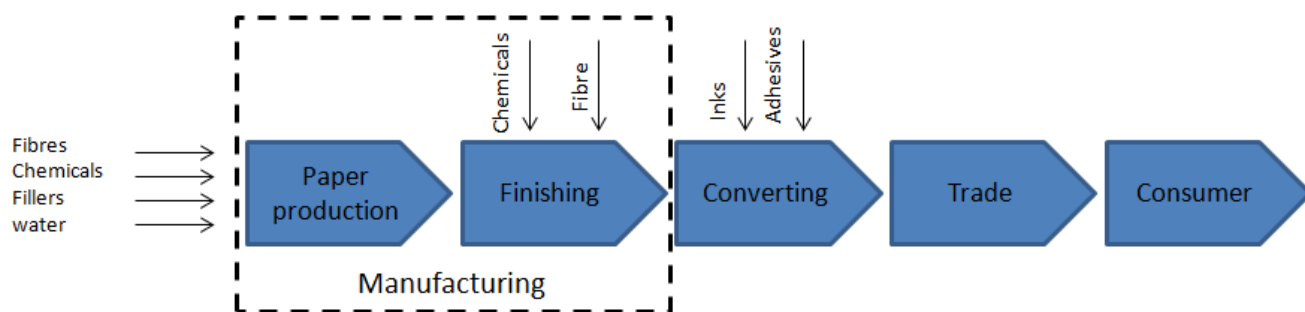 Fibres
Chemicals
Fillers
water
Paper
production
Chemicals
Fibre
Finishing
Manufacturing
Inks
Adhesives
Converting
Trade
Consumer